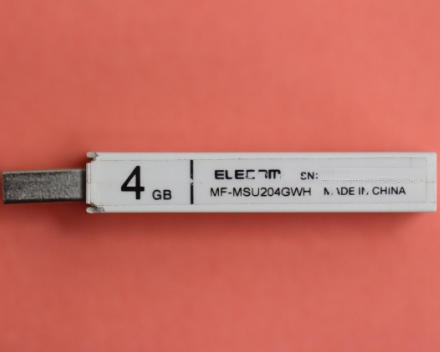 4 GB
ELECOM SN:
MF-MSU204GWH MADE IN CHINA